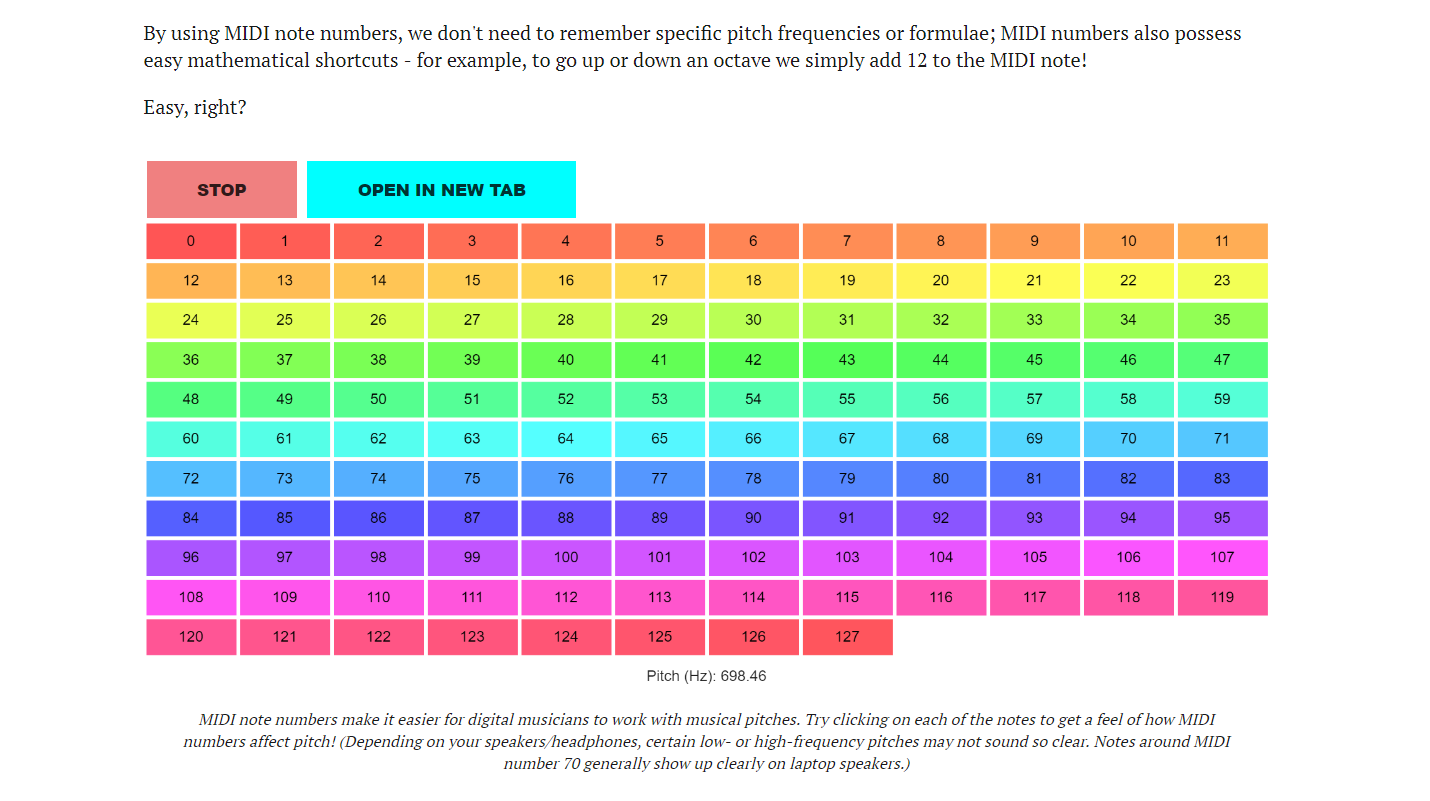 By using MIDI note numbers, we don't need to remember specific pitch frequencies or formulae; MIDI numbers also possess
easy mathematical shortcuts - for example, to go up or down an octave we simply add 12 to the MIDI note!
Easy, right?
STOP OPEN IN NEW TAB
0 1 2 3 4 5 6 7 8 9 10 11
12 13 14 15 16 17 18 19 20 21 22 23
24 25 26 27 28 29 30 31 32 33 34 35
36 37 38 39 40 41 42 43 44 45 46 47
48 49 50 51 52 53 54 55 56 57 58 59
60 61 62 63 64 65 66 67 68 69 70 71
72 73 74 75 76 77 78 79 80 81 82 83
84 85 86 87 88 89 90 91 92 93 94 95
96 97 98 99 100 101 102 103 104 105 106 107
108 109 110 111 112 113 114 115 116 117 118 119
120 121 122 123 124 125 126 127
Pitch (Hz): 698.46
MIDI note numbers make it easier for digital musicians to work with musical pitches. Try clicking on each of the notes to get a feel of how MIDI
numbers affect pitch! (Depending on your speakers/headphones, certain low- or high-frequency pitches may not sound so clear. Notes around MIDI
number 70 generally show up clearly on laptop speakers.)